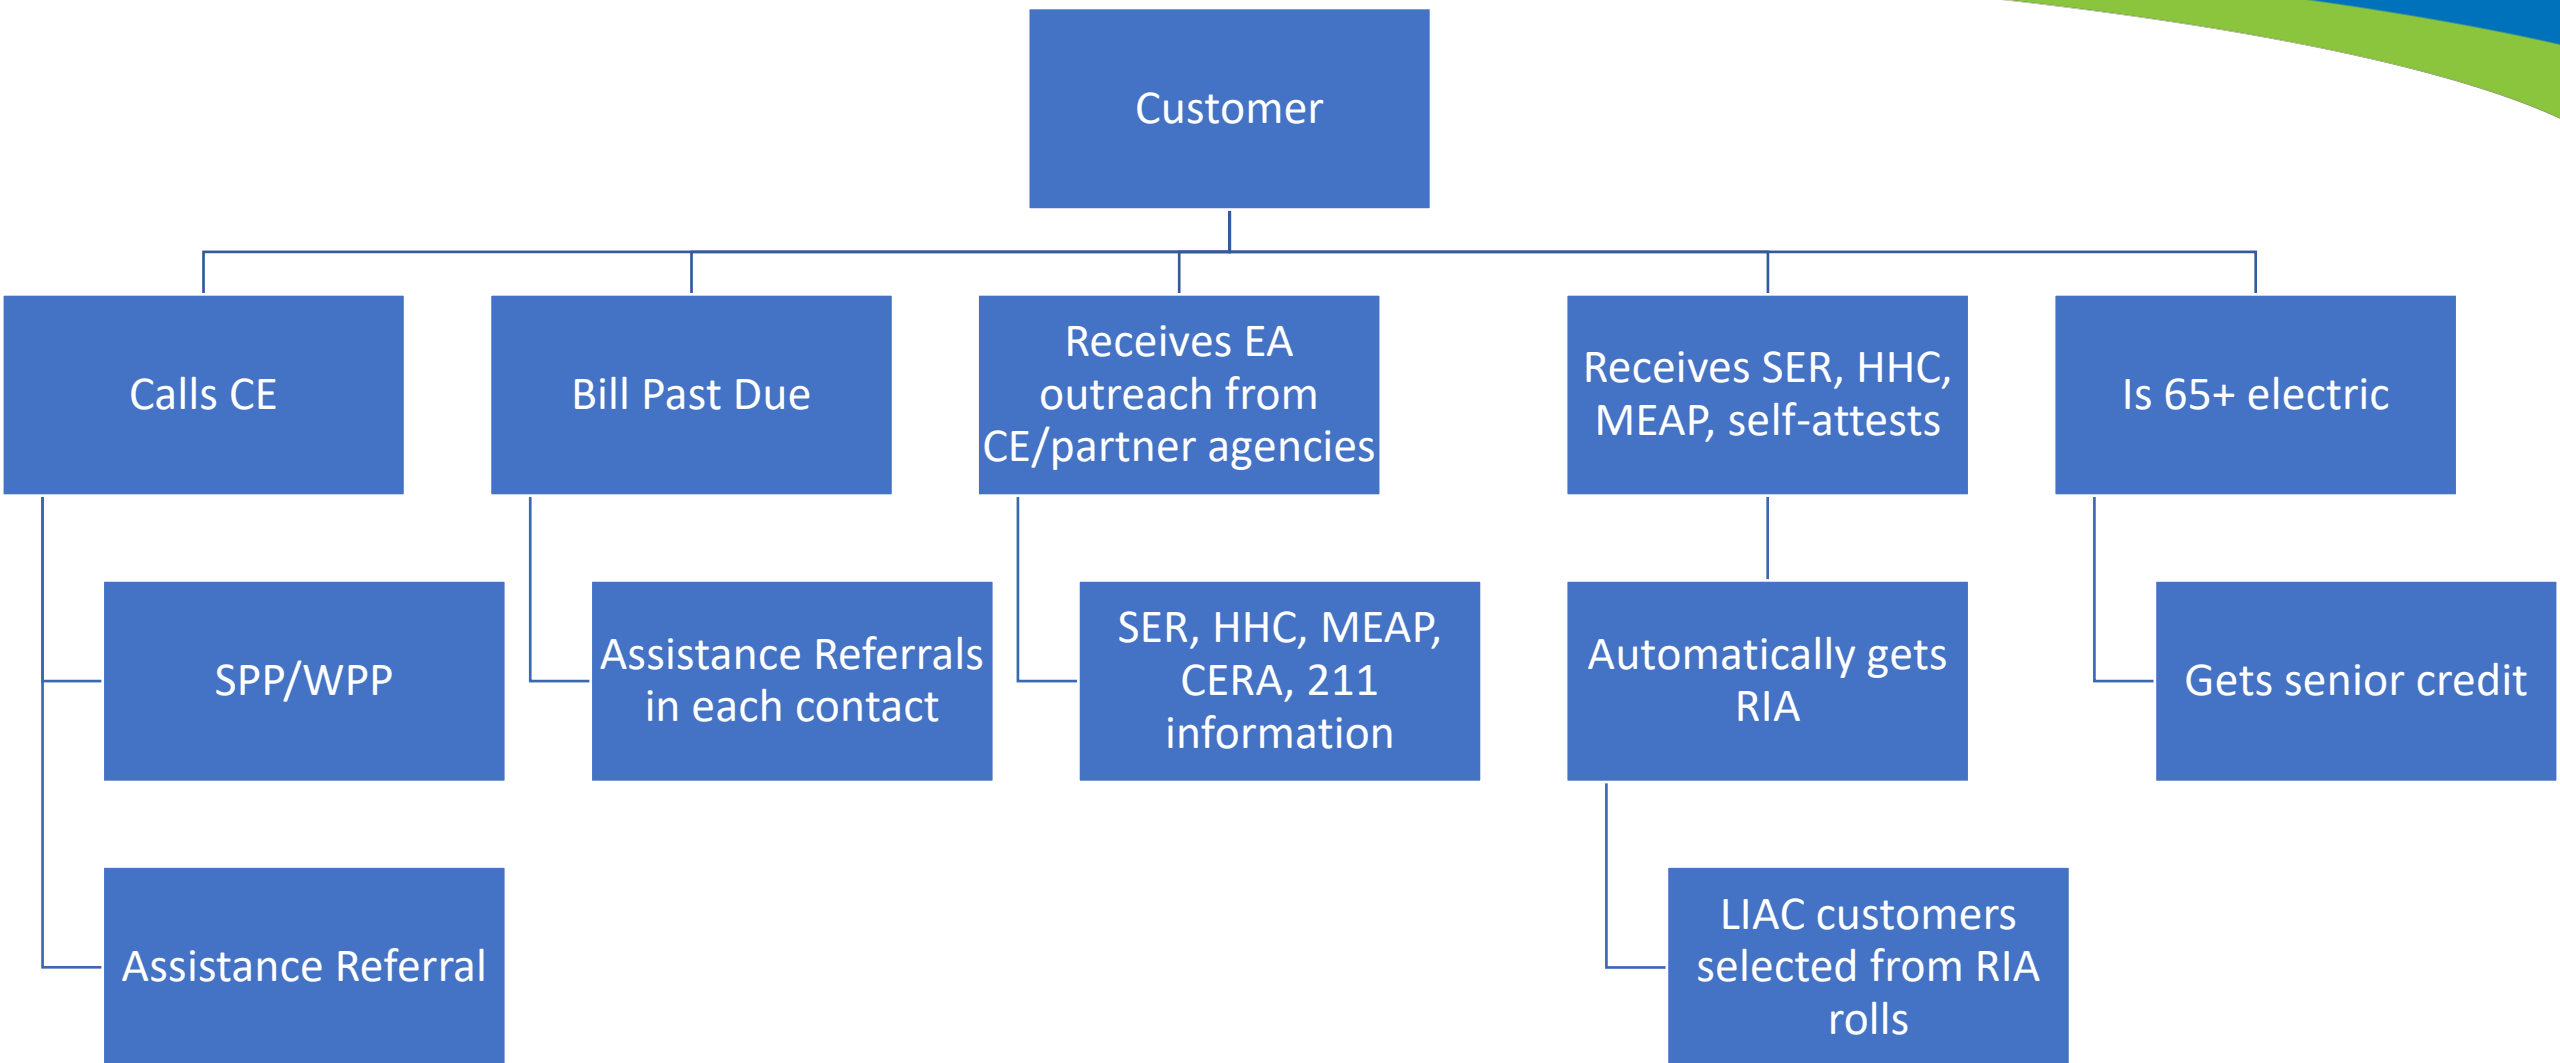 Customer
Calls CE
Bill Past Due
Receives EA
outreach from
CE/partner agencies
Receives SER, HHC,
MEAP, self-attests
Is 65+ electric
SPP/WPP
Assistance Referrals
in each contact
SER, HHC, MEAP,
CERA, 211
information
Automatically gets
RIA
Gets senior credit
Assistance Referral
LIAC customers
selected from RIA
rolls